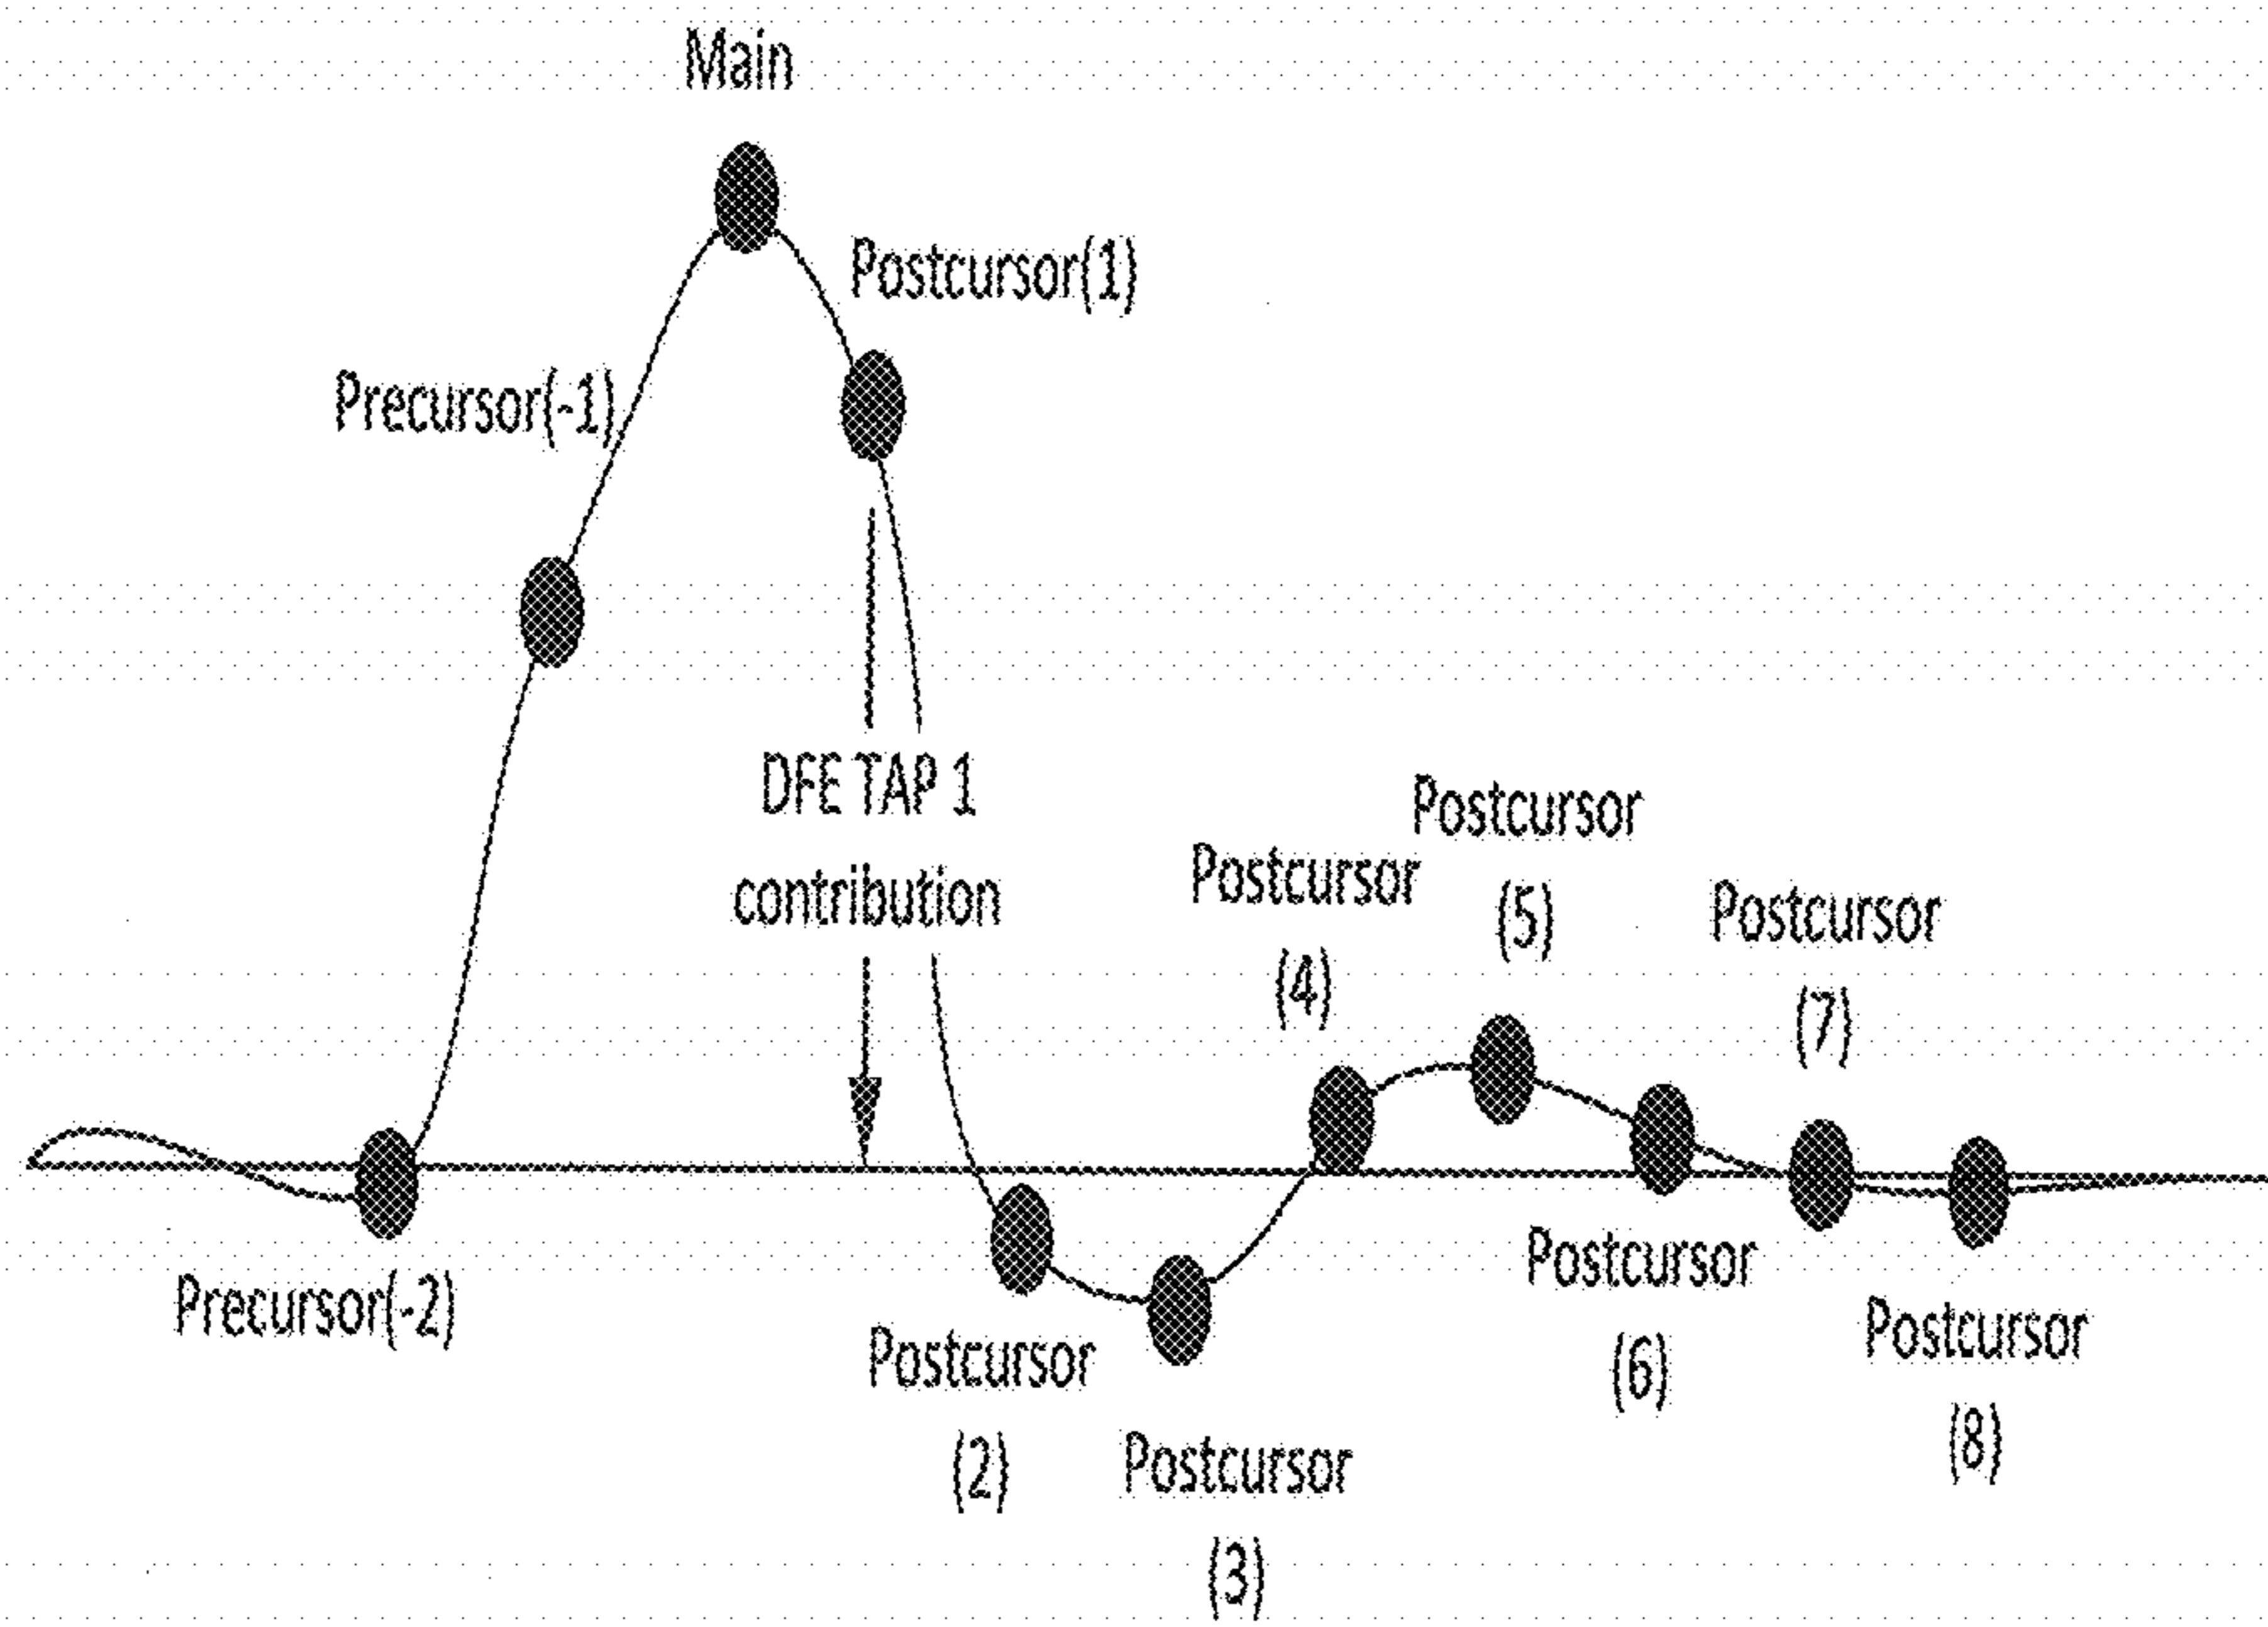 Main
Postcursor(1)
Precursor(-1)
DFE TAP 1
contribution
Postcursor
(5)
Postcursor
(4)
Postcursor
(7)
Precursor(-2)
Postcursor
(2)
Postcursor
(3)
Postcursor
(6)
Postcursor
(8)